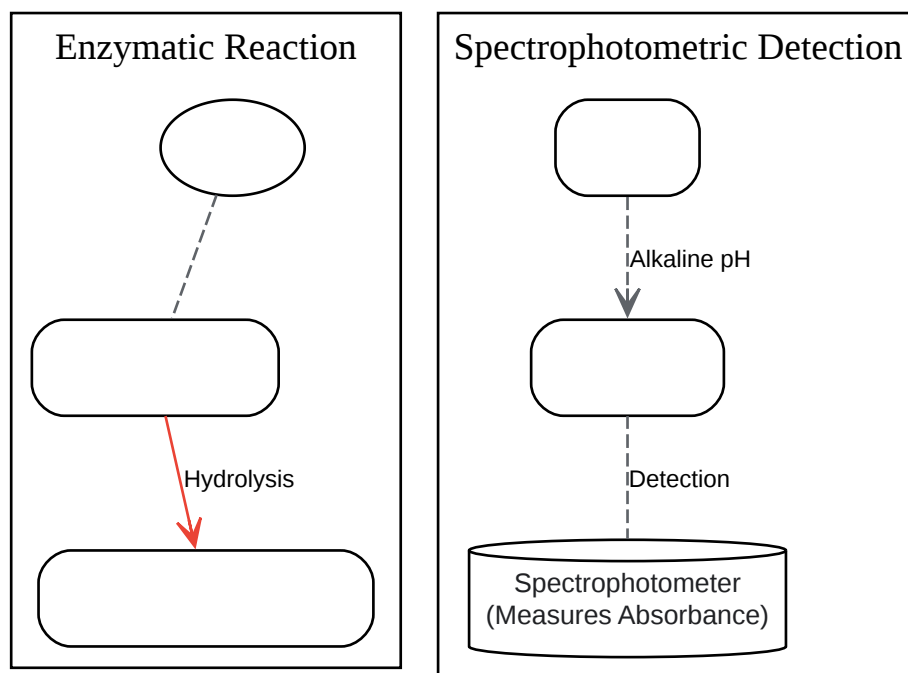 Enzymatic Reaction
Hydrolysis
Spectrophotometric Detection
Alkaline pH
Detection
Spectrophotometer
(Measures Absorbance)